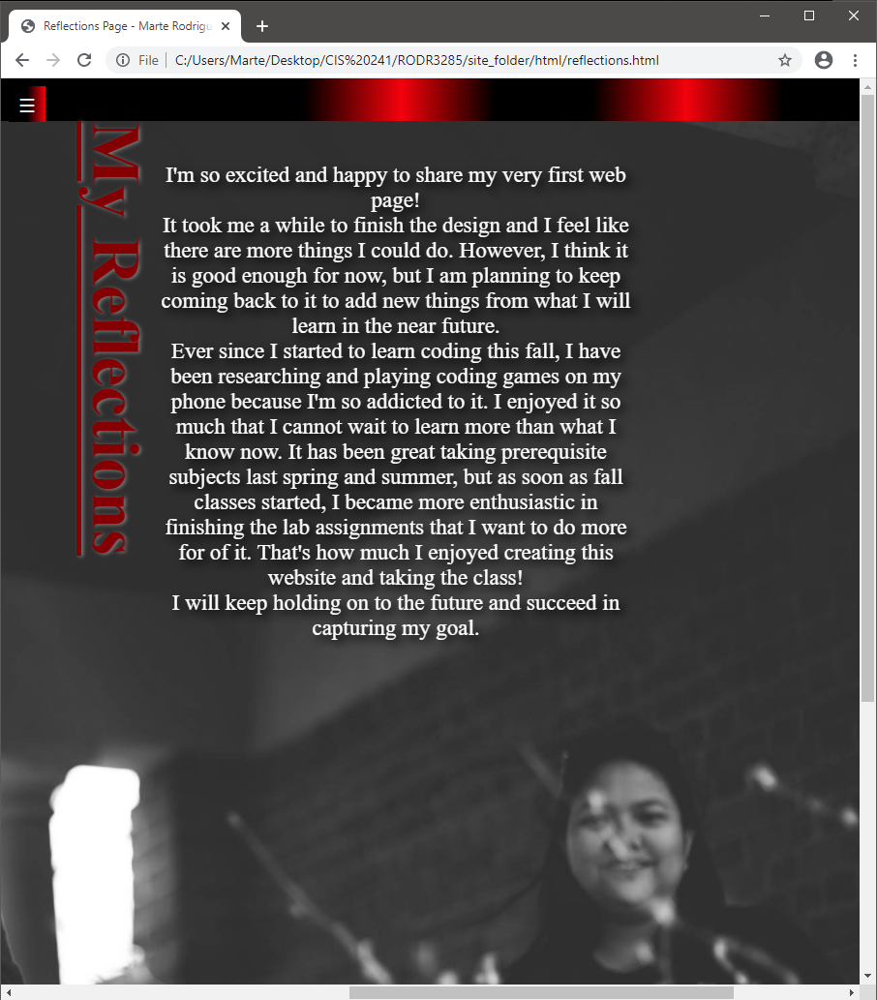 Reflections Page - Marte Rodrigu
File
C:/Users/Marte/Desktop/CIS%20241/RODR3285/site_folder/html/reflections.html
My Reflections
I'm so excited and happy to share my very first web
page!
It took me a while to finish the design and I feel like
there are more things I could do. However, I think it
is good enough for now, but I am planning to keep
coming back to it to add new things from what I will
learn in the near future.
Ever since I started to learn coding this fall, I have
been researching and playing coding games on my
phone because I'm so addicted to it. I enjoyed it so
much that I cannot wait to learn more than what I
know now. It has been great taking prerequisite
subjects last spring and summer, but as soon as fall
classes started, I became more enthusiastic in
finishing the lab assignments that I want to do more
for of it. That's how much I enjoyed creating this
website and taking the class!
I will keep holding on to the future and succeed in
capturing my goal.